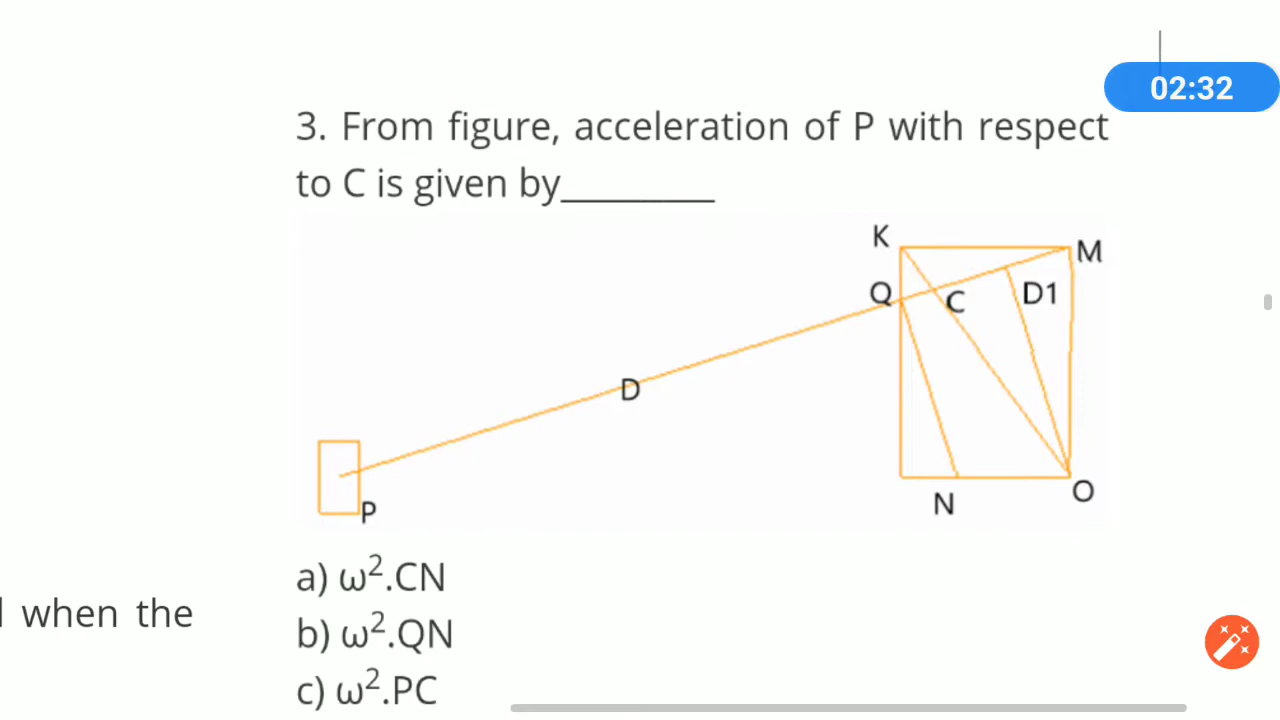 02:32
3. From figure, acceleration of P with respect
to C is given by________
K
M
Q
C
D1
D
P
N
O
a) ω².CN
when the
b) ω².QN
c) ω².PC